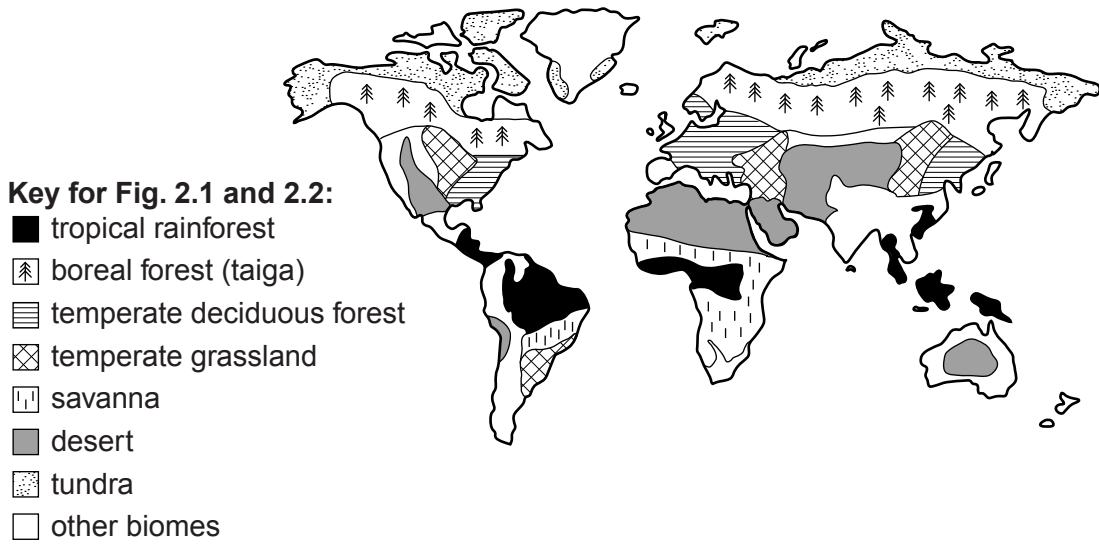 Key for Fig. 2.1 and 2.2:
tropical rainforest
boreal forest (taiga)
temperate deciduous forest
temperate grassland
savanna
desert
tundra
other biomes